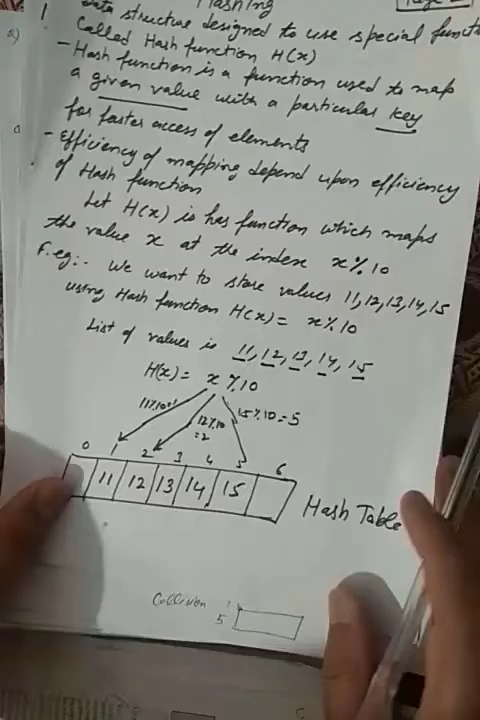 Hashing
1 Data structure designed to use special functi
Called Hash function H(x)
- Hash function is a function used to map
a given value with a particular key
for faster access of elements
- Efficiency of mapping depend upon efficiency
of Hash function
Let H(x) is has function which maps
the value x at the index x%10
F.eg:- We want to store values 11,12,13,14,15
using Hash function H(x) = x%10
List of values is 11, 12, 13, 14, 15
H(x) = x%10
11%10=1 12%10=2 15%10=5
0 1 2 3 4 5 6
11 12 13 14 15
Hash Table
Collision 1
5